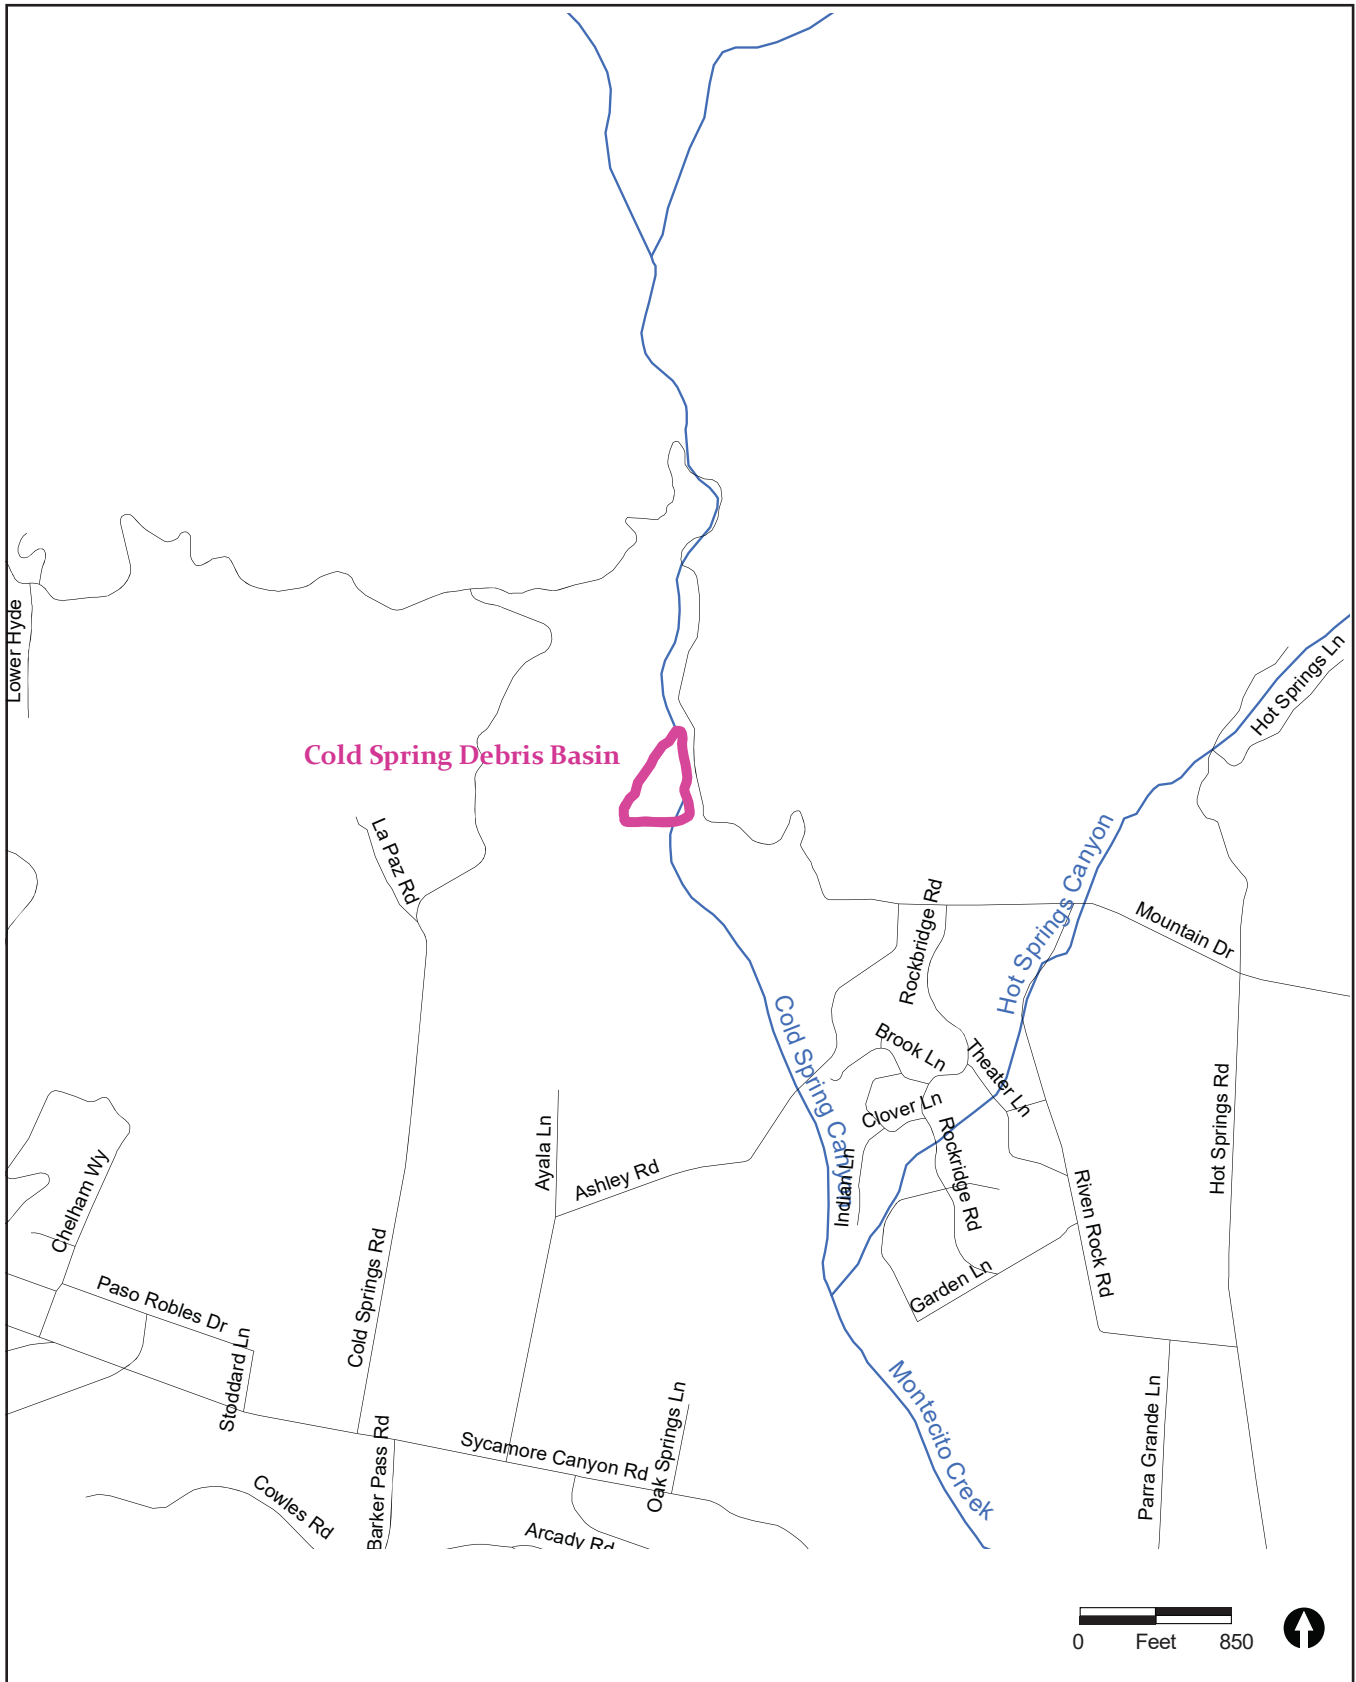 Lower Hyde
Hot Springs Ln
Cold Spring Debris Basin
La Paz Rd
Hot Springs Canyon
Rockbridge Rd
Mountain Dr
Cold Spring Canyon
Brook Ln
Theater Ln
Clover Ln
Rockridge Rd
Indian Ln
Ayala Ln
Ashley Rd
Hot Springs Rd
Chelham Wy
Riven Rock Rd
Garden Ln
Paso Robles Dr
Stoddard Ln
Cold Springs Rd
Montecito Creek
Parra Grande Ln
Oak Springs Ln
Sycamore Canyon Rd
Barker Pass Rd
Cowles Rd
Arcady Rd
0 Feet 850